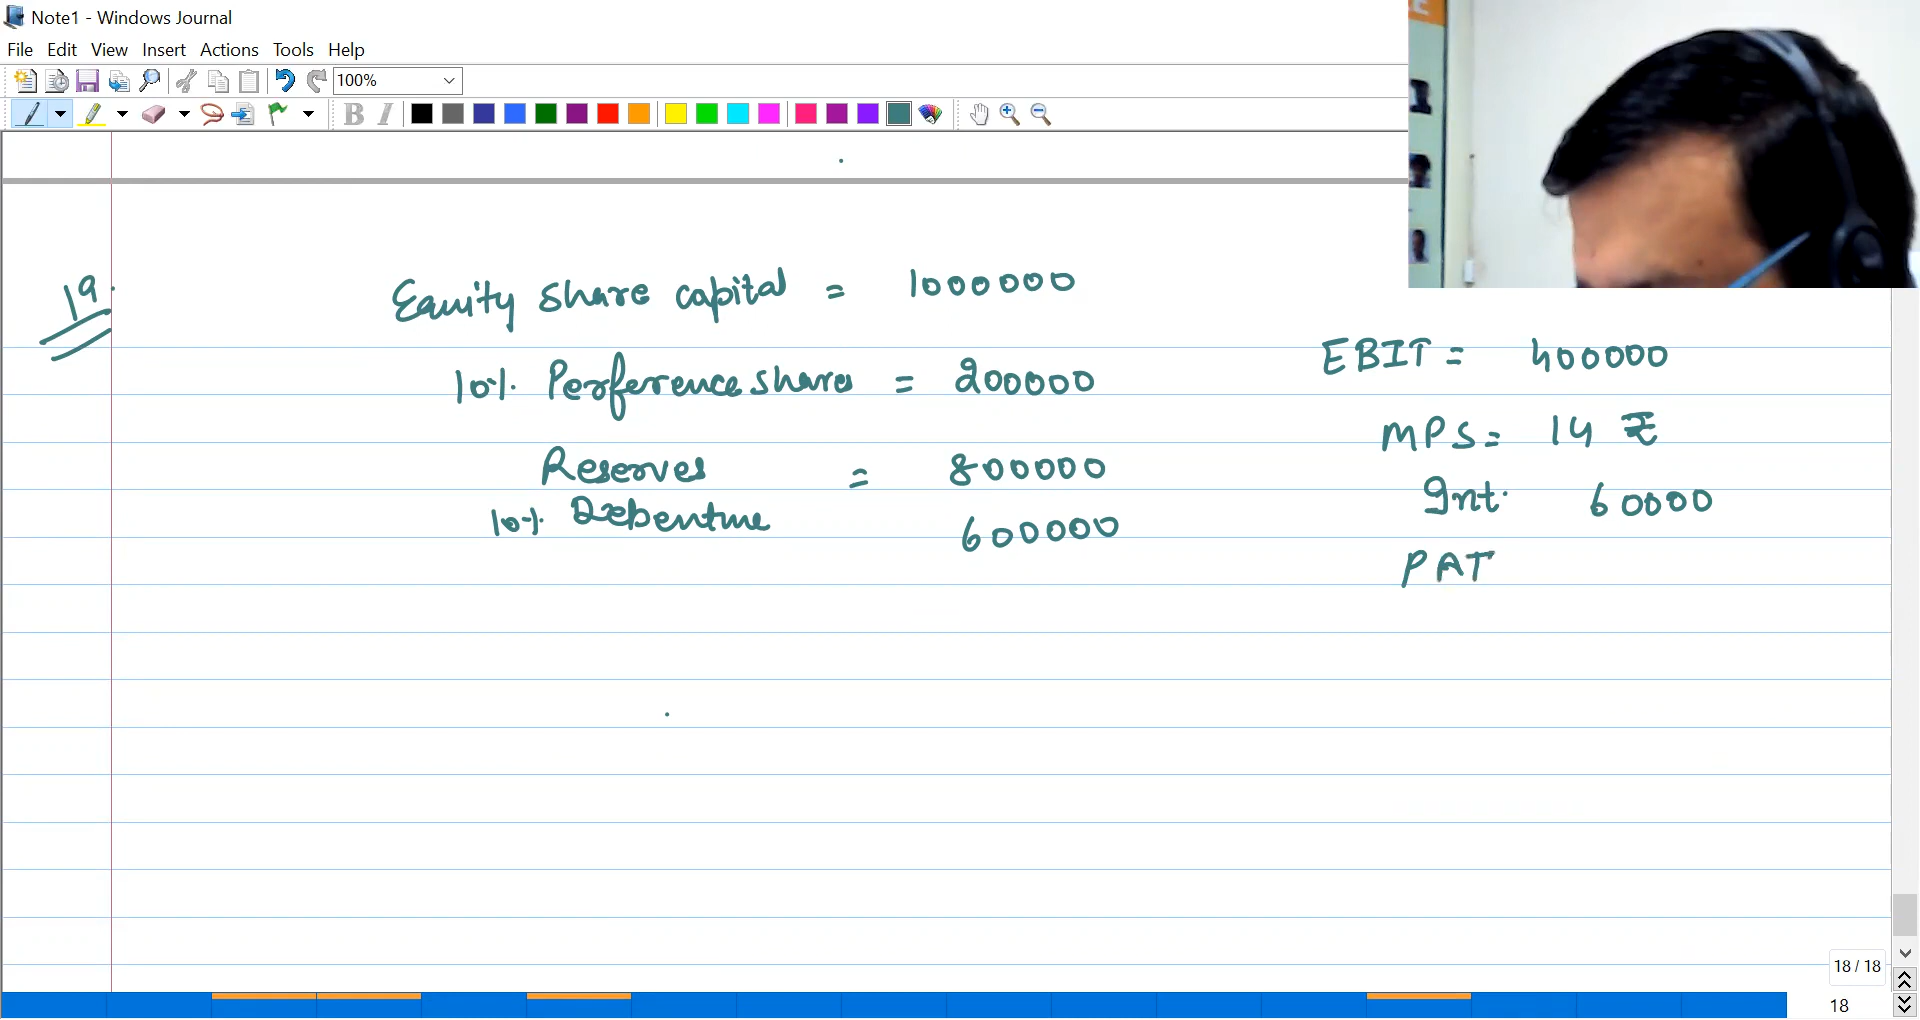 Note1 - Windows Journal
File Edit View Insert Actions Tools Help
100%
B I
19.
Equity share capital = 1000000
10% Perference share = 200000
Reserves = 800000
10% Debenture 600000
EBIT = 400000
MPS = 14 ₹
Int. 60000
PAT
18 / 18
18